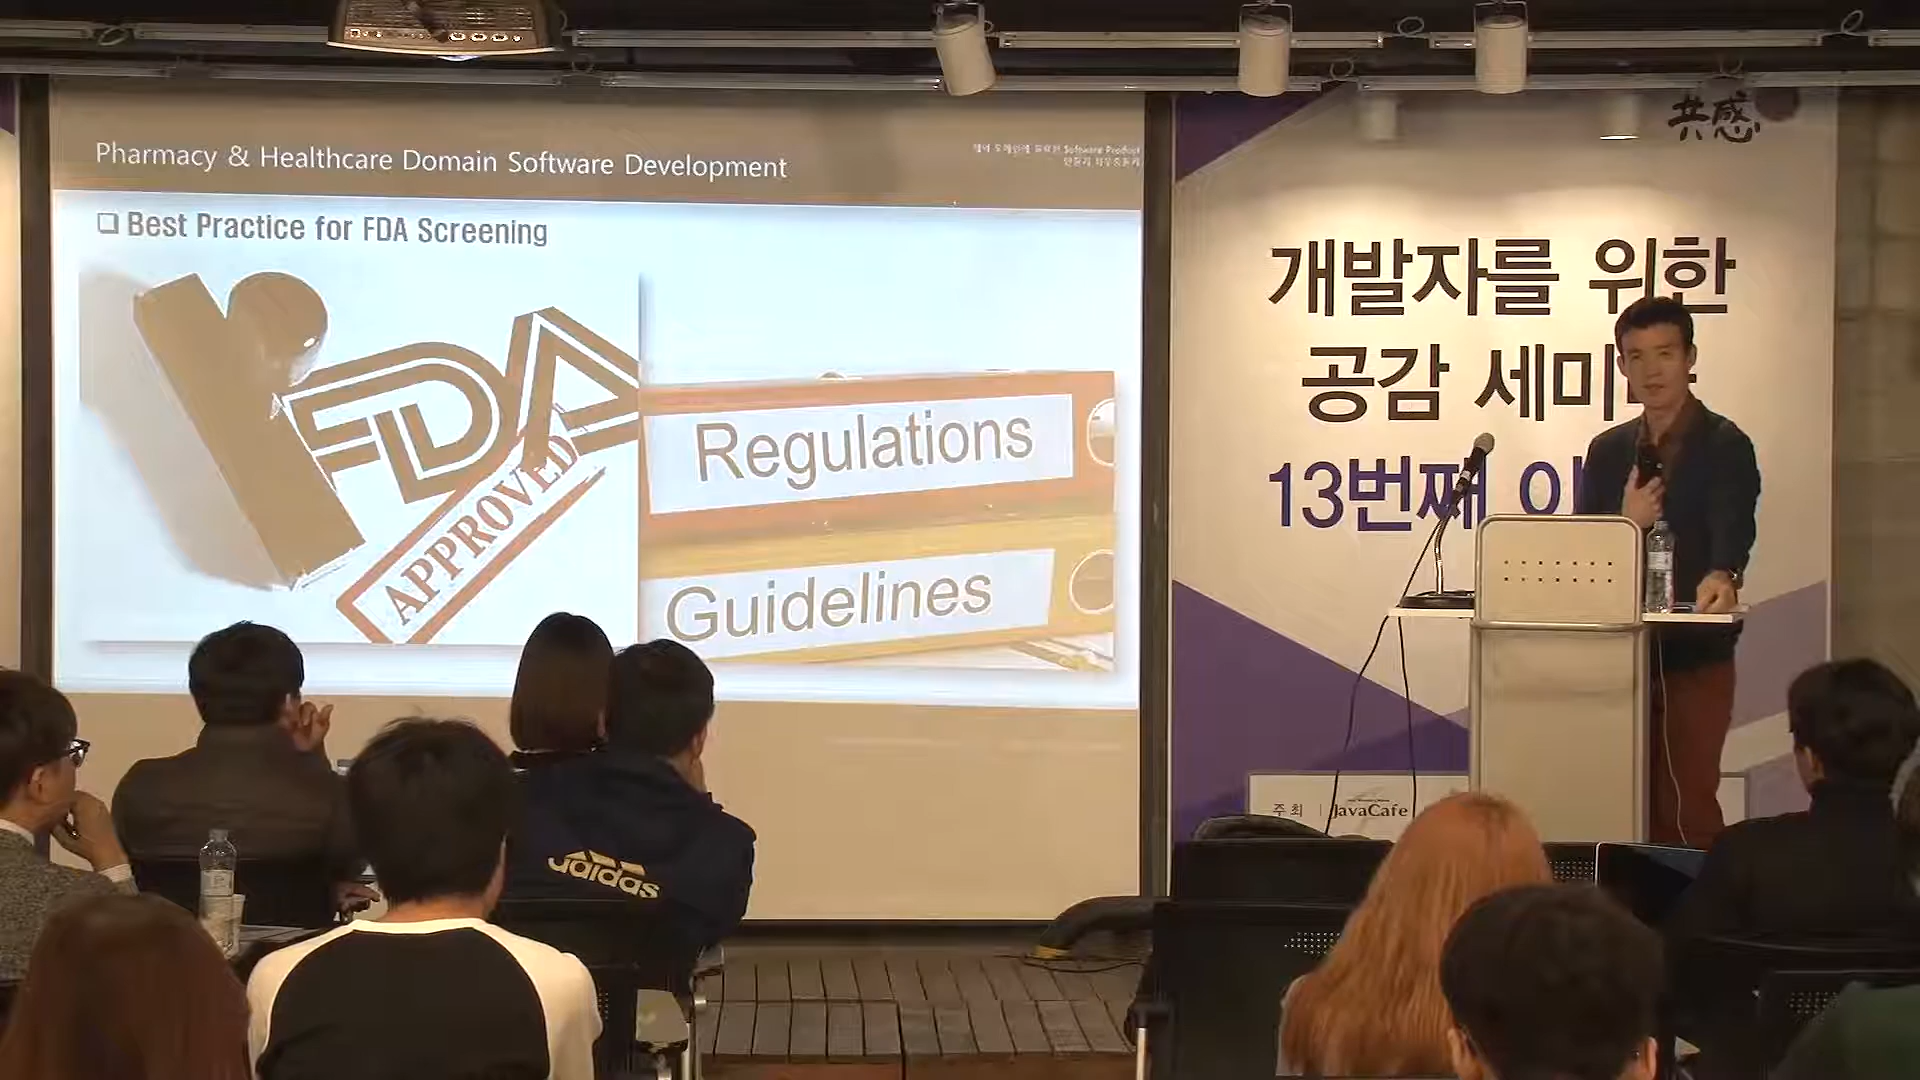 Pharmacy & Healthcare Domain Software Development
❑ Best Practice for FDA Screening
FDA
APPROVED
Regulations
Guidelines
共感
개발자를 위한
공감 세미
13번째 이
주최 | JavaCafe
adidas